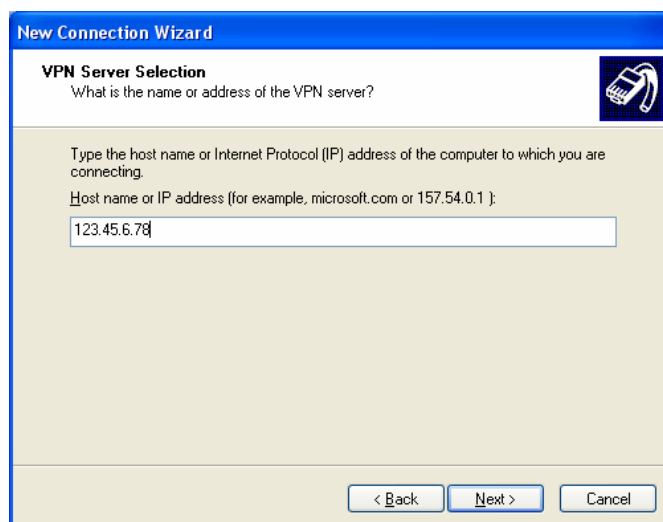 New Connection Wizard
VPN Server Selection
What is the name or address of the VPN server?
Type the host name or Internet Protocol (IP) address of the computer to which you are
connecting.
Host name or IP address (for example, microsoft.com or 157.54.0.1 ):
123.45.6.78
< Back Next > Cancel